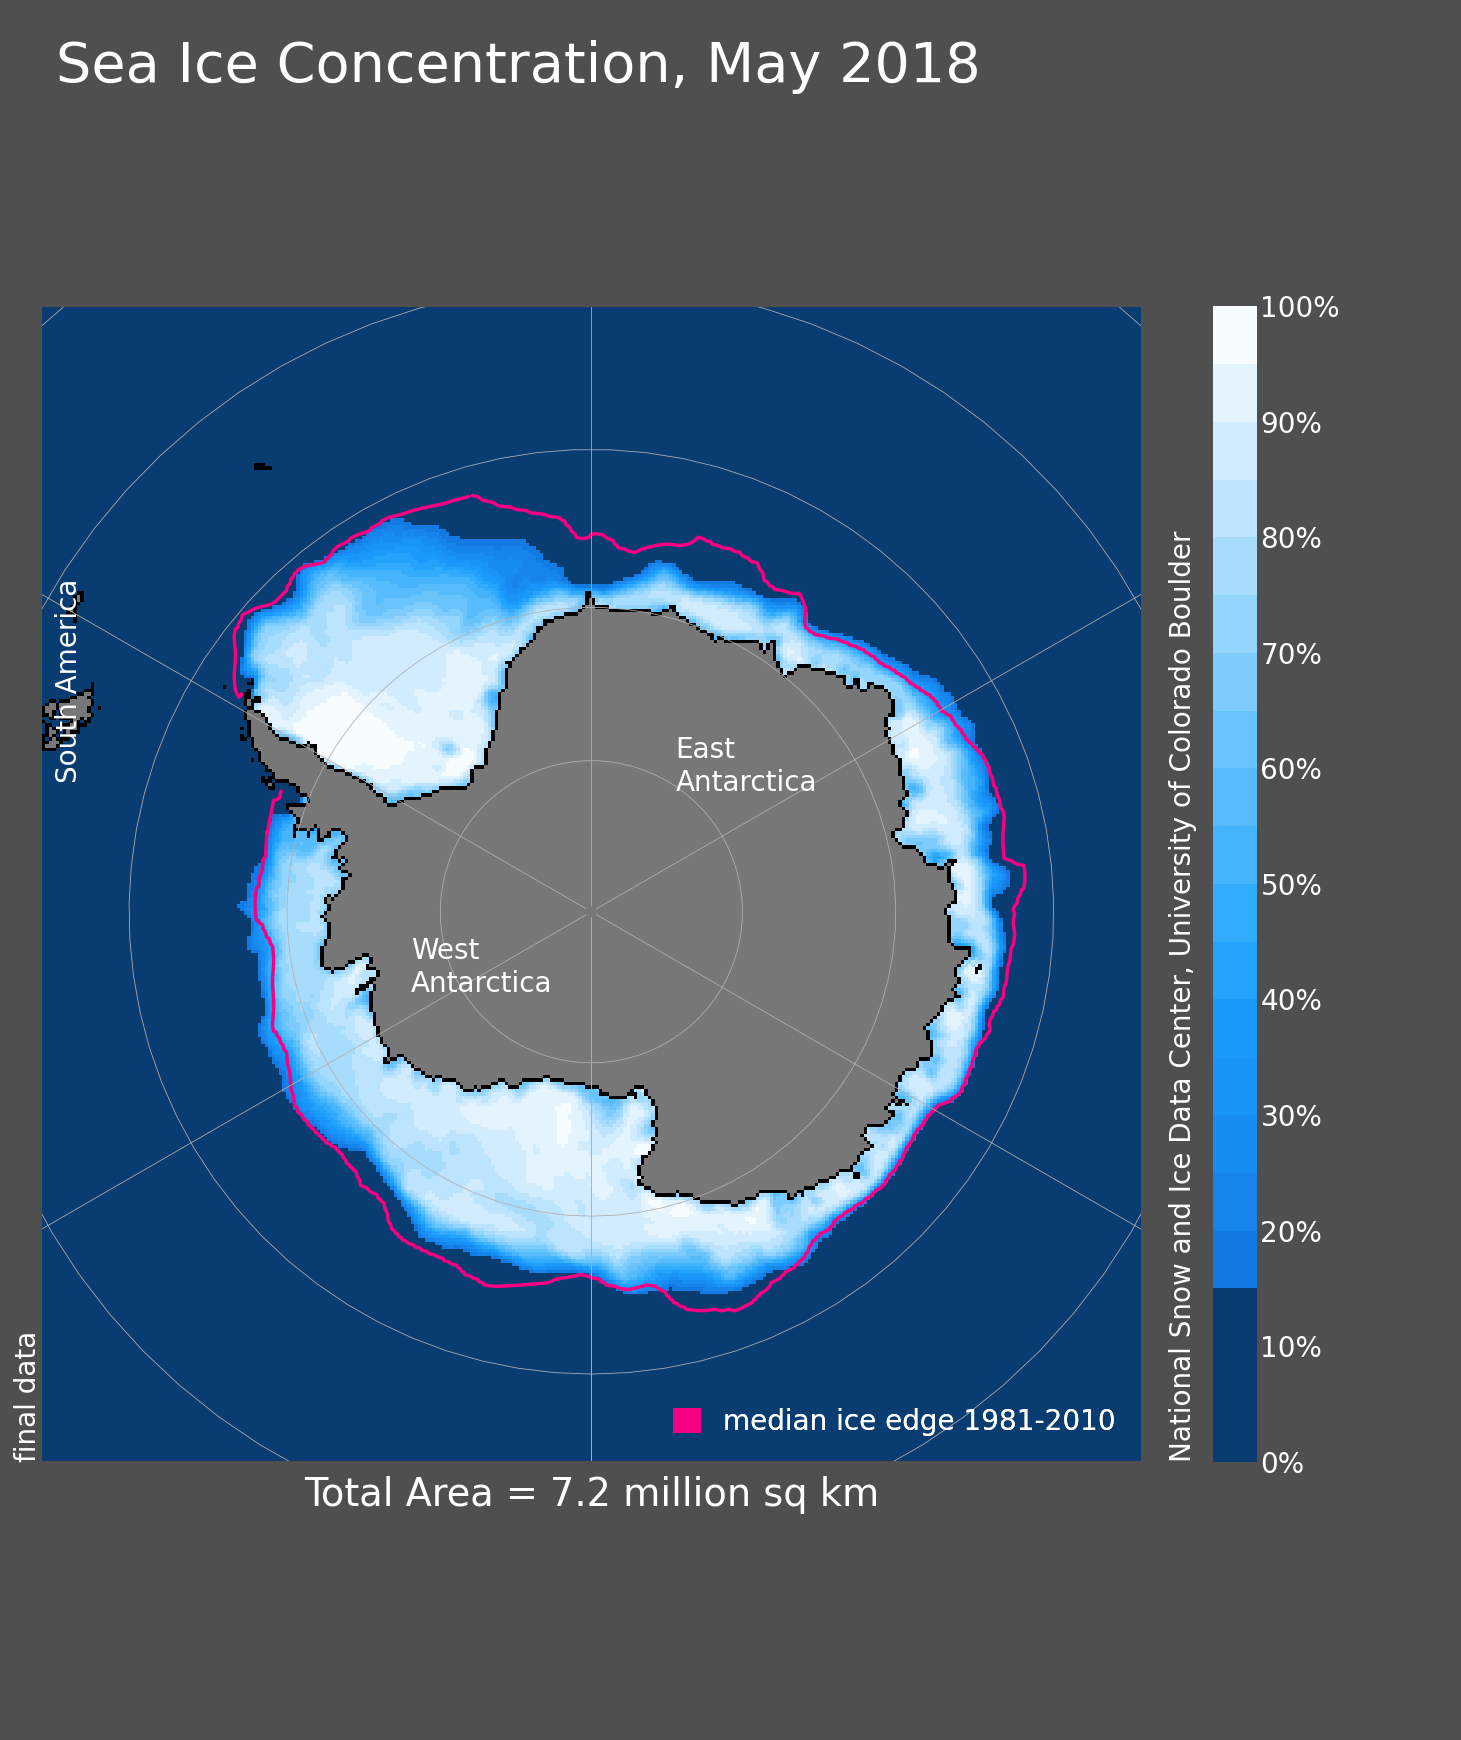 Sea Ice Concentration, May 2018
South America
East
Antarctica
West
Antarctica
median ice edge 1981-2010
final data
Total Area = 7.2 million sq km
National Snow and Ice Data Center, University of Colorado Boulder
100%
90%
80%
70%
60%
50%
40%
30%
20%
10%
0%